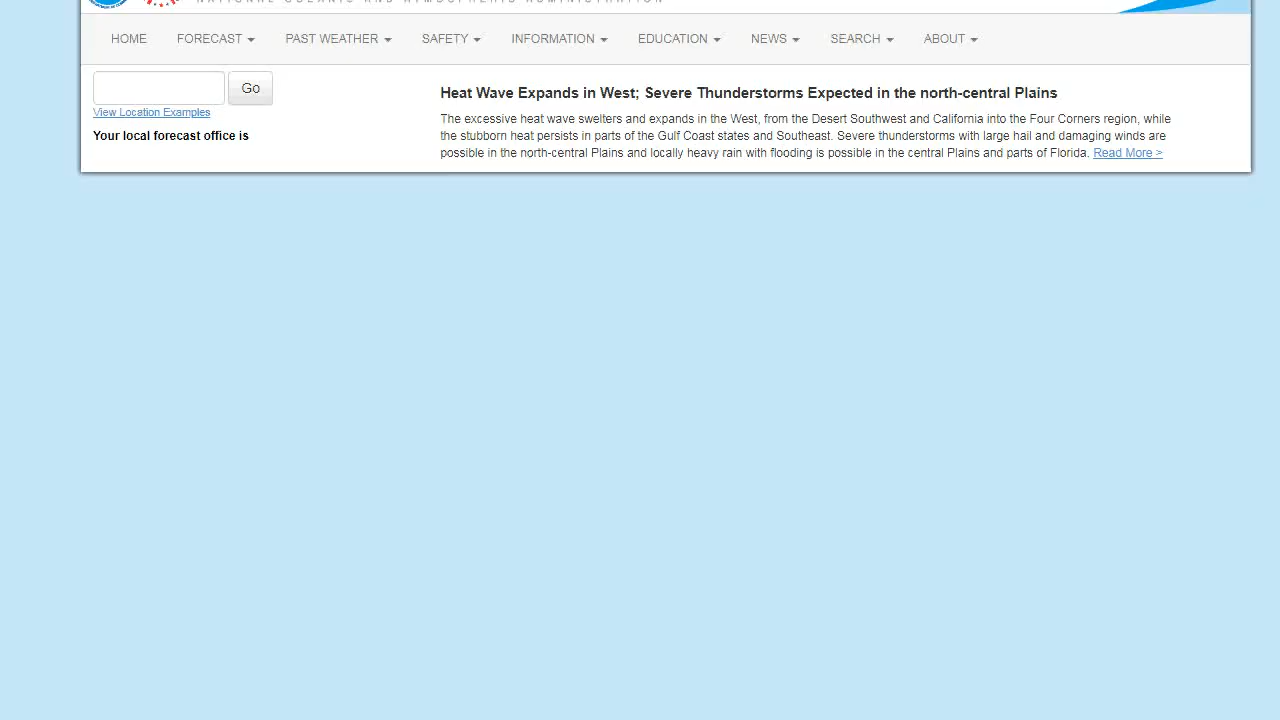 NATIONAL OCEANIC AND ATMOSPHERIC ADMINISTRATION
HOME FORECAST PAST WEATHER SAFETY INFORMATION EDUCATION NEWS SEARCH ABOUT
Go
View Location Examples
Your local forecast office is
Heat Wave Expands in West; Severe Thunderstorms Expected in the north-central Plains
The excessive heat wave swelters and expands in the West, from the Desert Southwest and California into the Four Corners region, while
the stubborn heat persists in parts of the Gulf Coast states and Southeast. Severe thunderstorms with large hail and damaging winds are
possible in the north-central Plains and locally heavy rain with flooding is possible in the central Plains and parts of Florida. Read More >